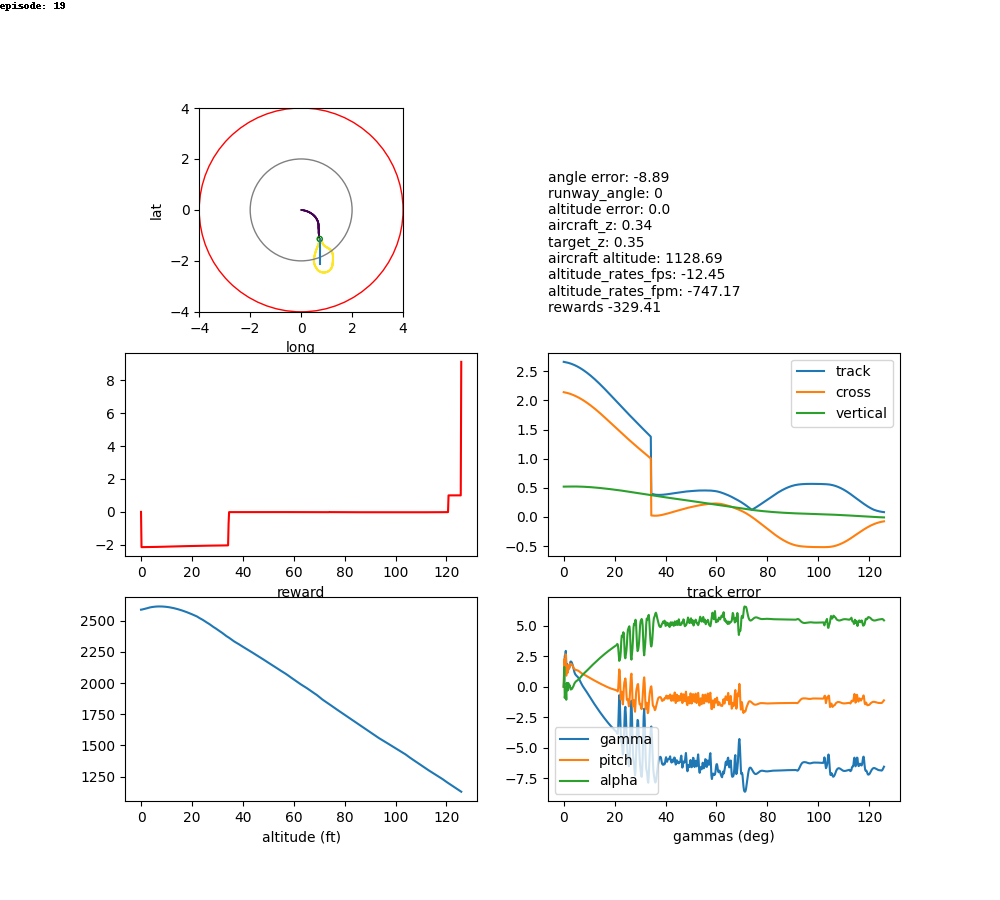 episode: 19
4
2
0
−2
−4
lat
−4 −2 0 2 4
long
angle error: -8.89
runway_angle: 0
altitude error: 0.0
aircraft_z: 0.34
target_z: 0.35
aircraft altitude: 1128.69
altitude_rates_fps: -12.45
altitude_rates_fpm: -747.17
rewards -329.41
8
6
4
2
0
−2
0 20 40 60 80 100 120
reward
2.5
2.0
1.5
1.0
0.5
0.0
−0.5
track
cross
vertical
0 20 40 60 80 100 120
track error
2500
2250
2000
1750
1500
1250
0 20 40 60 80 100 120
altitude (ft)
5.0
2.5
0.0
−2.5
−5.0
−7.5
gamma
pitch
alpha
0 20 40 60 80 100 120
gammas (deg)